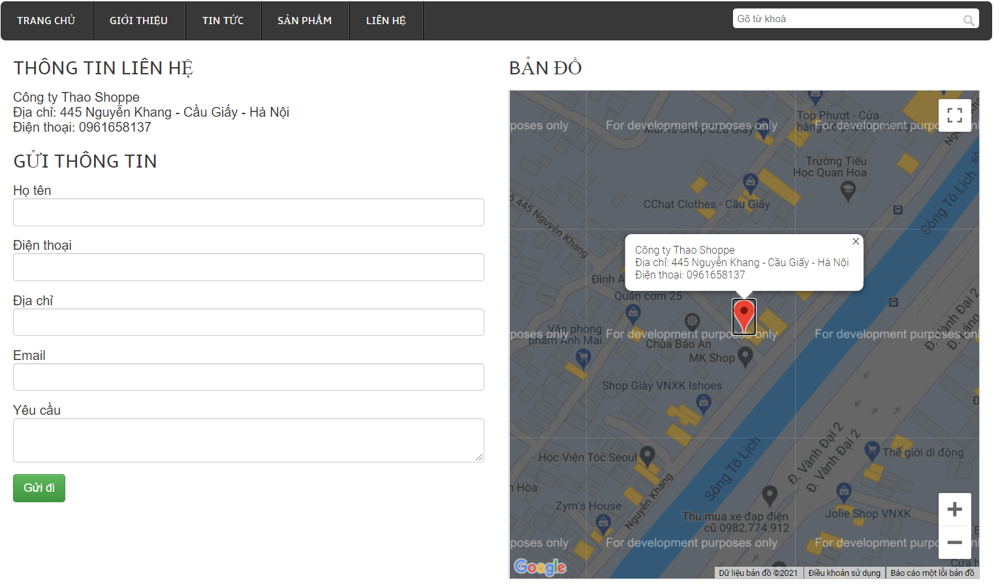 TRANG CHỦ
GIỚI THIỆU
TIN TỨC
SẢN PHẨM
LIÊN HỆ
Gõ từ khoá
THÔNG TIN LIÊN HỆ
Công ty Thao Shoppe
Địa chỉ: 445 Nguyễn Khang - Cầu Giấy - Hà Nội
Điện thoại: 0961658137
GỬI THÔNG TIN
Họ tên
Điện thoại
Địa chỉ
Email
Yêu cầu
Gửi đi
BẢN ĐỒ
Top Phượt - Cửa
poses only
For development purposes only
For development purpo
nl
Mum's Shop Cầu Giấy
Trường Tiểu
Học Quan Hoa
CChat Clothes - Cầu Giấy
445 Nguyễn Khang
Sông Tô Lịch
Công ty Thao Shoppe
Địa chỉ: 445 Nguyễn Khang - Cầu Giấy - Hà Nội
Điện thoại: 0961658137
Đình
Quán cơm 25
Đ. Vành Đai 2
Đ. Láng
Văn phòng
phẩm Anh Mai
poses only
For development purposes only
For development purposes onl
Chùa Báo Ân
MK Shop
Shop Giày VNXK Ishoes
Học Viện Tóc Seoul
Sông Tô Lịch
Đ. Vành Đai 2
Đ. Vành Đai 2
Thế giới di động
Hòa
Zym's House
Nguyễn Khang
Thu mua xe đạp điện
cũ 0982.774.912
Jolie Shop VNXK
poses only
For development purposes only
For development purpo
nl
Cửa h
Google
Dữ liệu bản đồ ©2021
Điều khoản sử dụng
Báo cáo một lỗi bản đồ